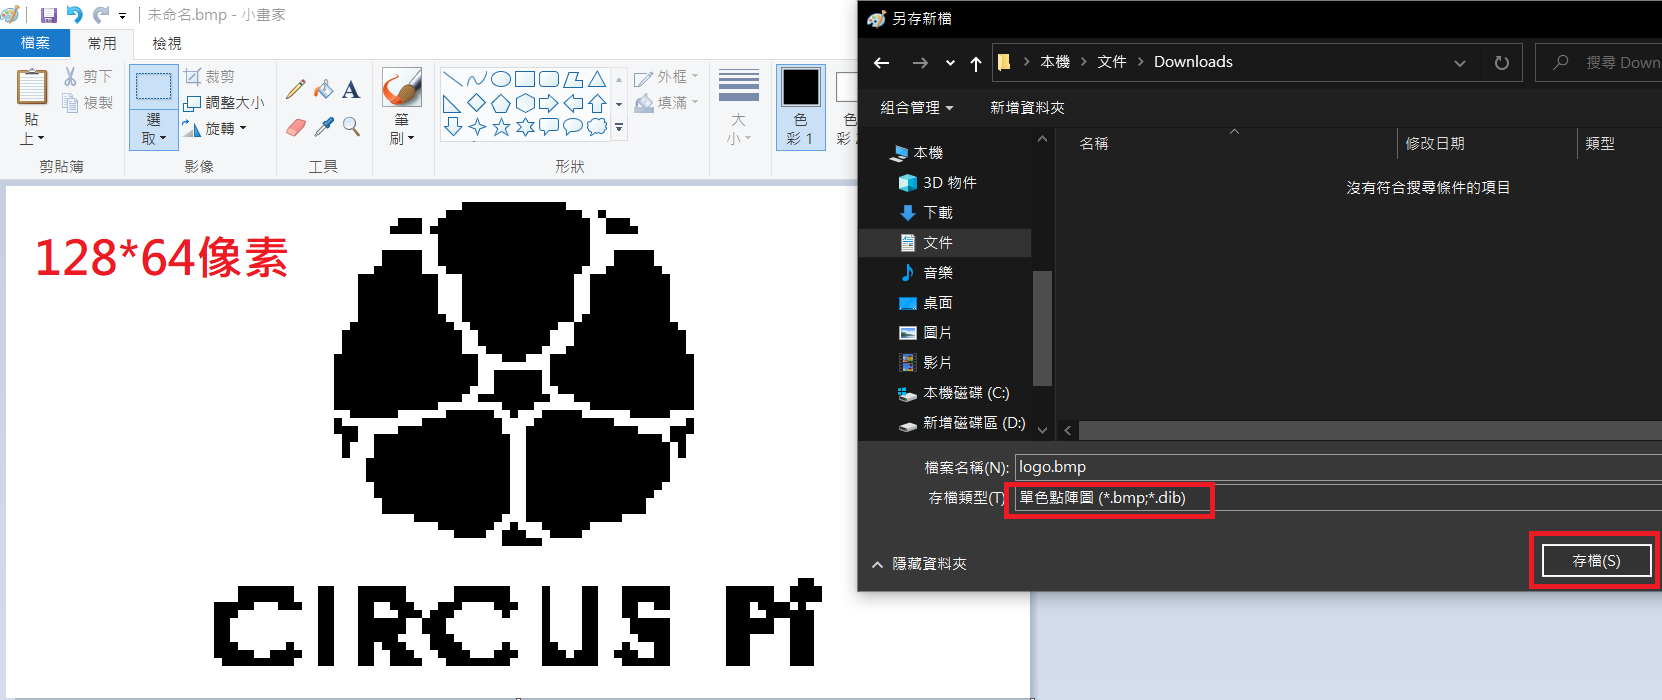 未命名.bmp - 小畫家
檔案 常用 檢視
貼上
剪下
複製
剪貼簿
選取
裁剪
調整大小
旋轉
影像
A
工具
筆刷
外框
填滿
形狀
大小
色彩 1
色彩 2
128*64像素
CIRCUS Pi
另存新檔
本機 › 文件 › Downloads
搜尋 Down
組合管理 新增資料夾
名稱 修改日期 類型
沒有符合搜尋條件的項目
本機
3D 物件
下載
文件
音樂
桌面
圖片
影片
本機磁碟 (C:)
新增磁碟區 (D:)
檔案名稱(N): logo.bmp
存檔類型(T) 單色點陣圖 (*.bmp;*.dib)
隱藏資料夾
存檔(S)